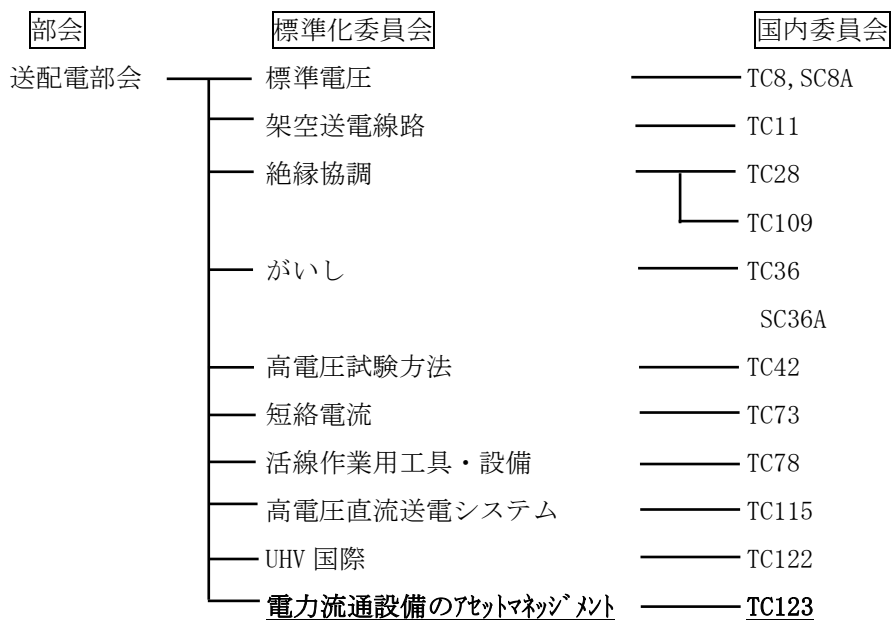 部会 標準化委員会 国内委員会
送配電部会 標準電圧 TC8,SC8A
架空送電線路 TC11
絶縁協調 TC28
TC109
がいし TC36
SC36A
高電圧試験方法 TC42
短絡電流 TC73
活線作業用工具・設備 TC78
高電圧直流送電システム TC115
UHV 国際 TC122
電力流通設備のｱｾｯﾄﾏﾈｯｼﾞﾒﾝﾄ TC123